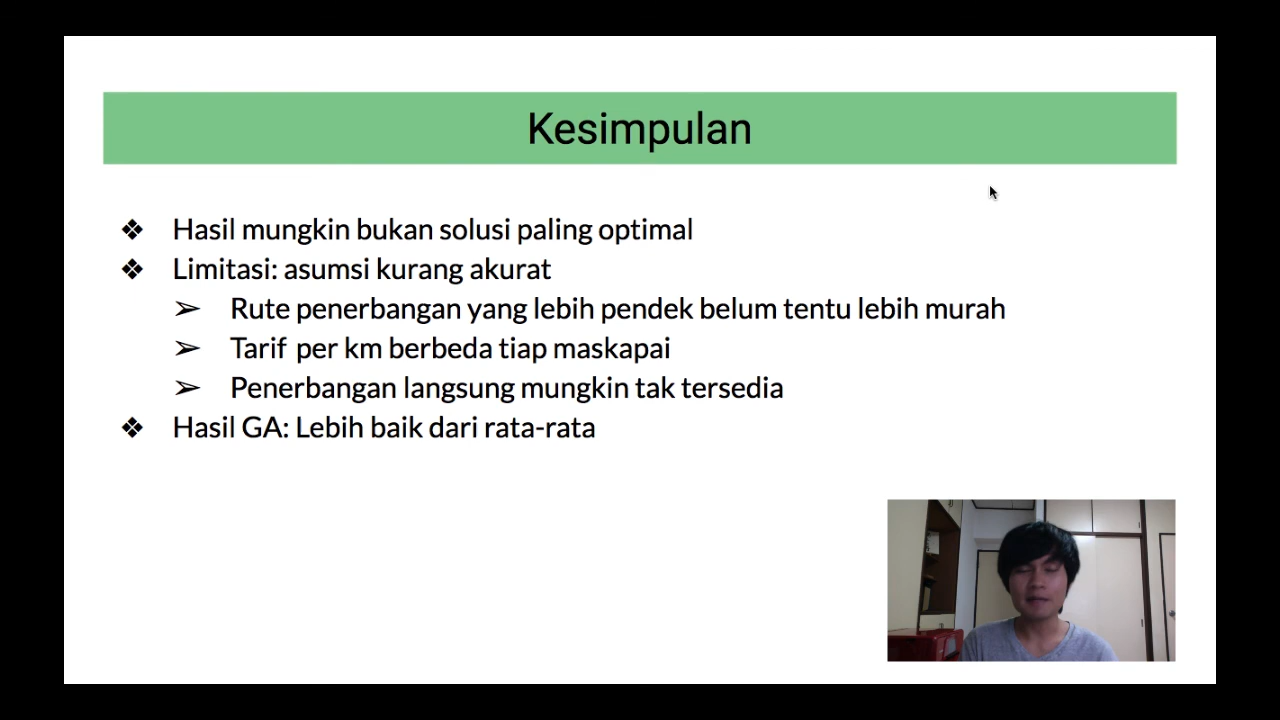 Kesimpulan
❖ Hasil mungkin bukan solusi paling optimal
❖ Limitasi: asumsi kurang akurat
➢ Rute penerbangan yang lebih pendek belum tentu lebih murah
➢ Tarif per km berbeda tiap maskapai
➢ Penerbangan langsung mungkin tak tersedia
❖ Hasil GA: Lebih baik dari rata-rata